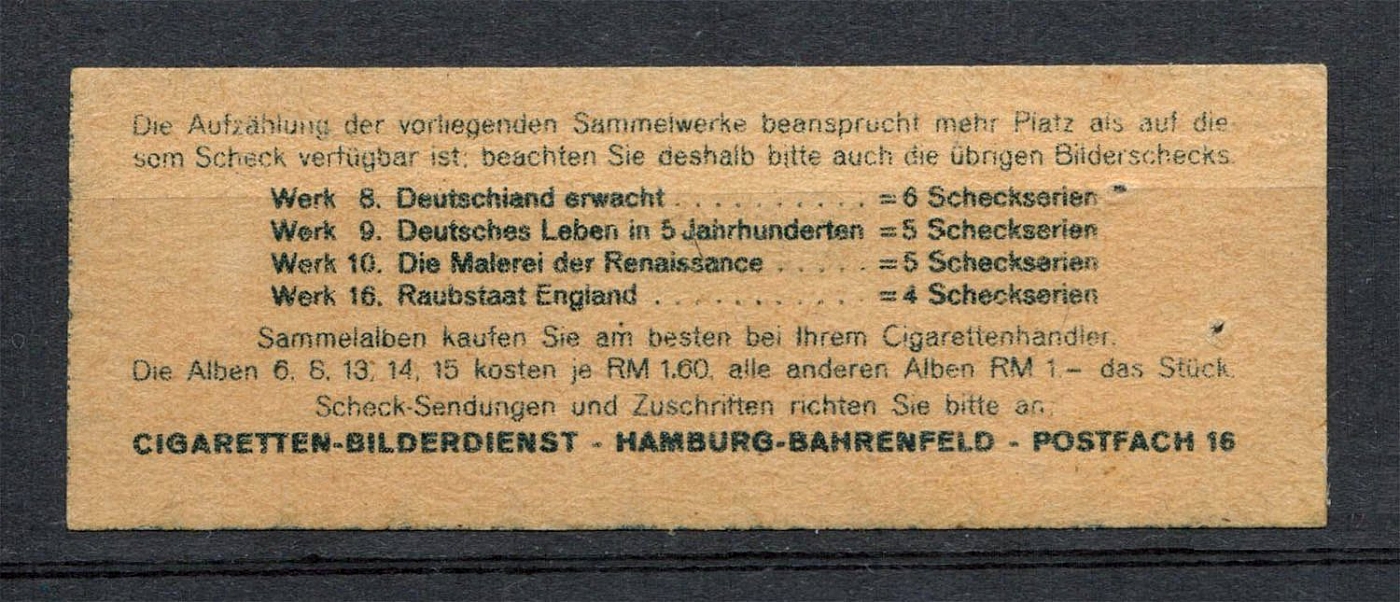 Die Aufzählung der vorliegenden Sammelwerke beansprucht mehr Platz als auf die-
sem Scheck verfügbar ist; beachten Sie deshalb bitte auch die übrigen Bilderschecks.
Werk 8. Deutschland erwacht . . . . . . . . . . = 6 Scheckserien
Werk 9. Deutsches Leben in 5 Jahrhunderten = 5 Scheckserien
Werk 10. Die Malerei der Renaissance . . . . . = 5 Scheckserien
Werk 16. Raubstaat England . . . . . . . . . . . = 4 Scheckserien
Sammelalben kaufen Sie am besten bei Ihrem Cigarettenhändler.
Die Alben 6, 8, 13, 14, 15 kosten je RM 1.60, alle anderen Alben RM 1.– das Stück.
Scheck-Sendungen und Zuschriften richten Sie bitte an:
CIGARETTEN-BILDERDIENST - HAMBURG-BAHRENFELD - POSTFACH 16